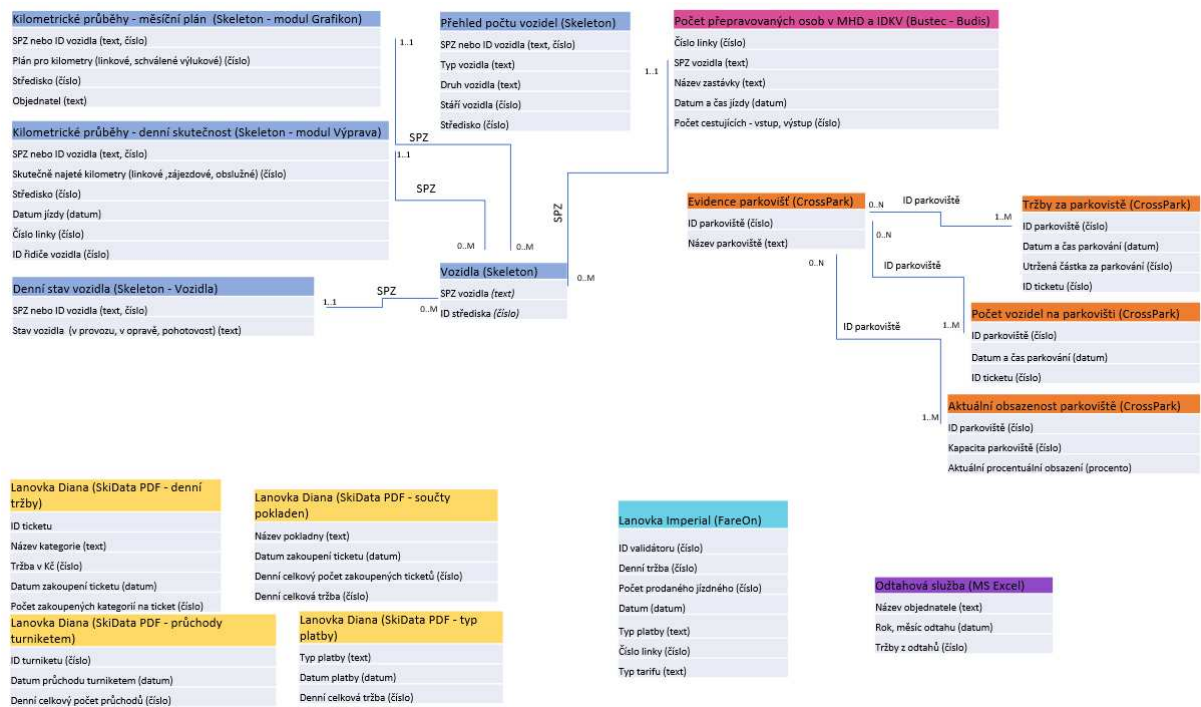 Kilometrické průběhy - měsíční plán (Skeleton - modul Grafikon)
SPZ nebo ID vozidla (text, číslo)
Plán pro kilometry (linkové, schválené výlukové) (číslo)
Středisko (číslo)
Objednatel (text)
1..1
SPZ
Přehled počtu vozidel (Skeleton)
SPZ nebo ID vozidla (text, číslo)
Typ vozidla (text)
Druh vozidla (text)
Stáří vozidla (číslo)
Středisko (číslo)
Počet přepravovaných osob v MHD a IDKV (Bustec - Budis)
Číslo linky (číslo)
SPZ vozidla (text)
Název zastávky (text)
Datum a čas jízdy (datum)
Počet cestujících - vstup, výstup (číslo)
1..1
SPZ
0..M
Kilometrické průběhy - denní skutečnost (Skeleton - modul Výprava)
SPZ nebo ID vozidla (text, číslo)
Skutečně najeté kilometry (linkové ,zájezdové, obslužné) (číslo)
Středisko (číslo)
Datum jízdy (datum)
Číslo linky (číslo)
ID řidiče vozidla (číslo)
1..1
SPZ
0..M
0..M
Vozidla (Skeleton)
SPZ vozidla (text)
ID střediska (číslo)
Denní stav vozidla (Skeleton - Vozidla)
SPZ nebo ID vozidla (text, číslo)
Stav vozidla (v provozu, v opravě, pohotovost) (text)
1..1
SPZ
0..M
Evidence parkovišť (CrossPark)
ID parkoviště (číslo)
Název parkoviště (text)
0..N
ID parkoviště
1..M
0..N
ID parkoviště
1..M
0..N
ID parkoviště
1..M
Tržby za parkovistě (CrossPark)
ID parkoviště (číslo)
Datum a čas parkování (datum)
Utržená částka za parkování (číslo)
ID ticketu (číslo)
Počet vozidel na parkovišti (CrossPark)
ID parkoviště (číslo)
Datum a čas parkování (datum)
ID ticketu (číslo)
Aktuální obsazenost parkoviště (CrossPark)
ID parkoviště (číslo)
Kapacita parkoviště (číslo)
Aktuální procentuální obsazení (procento)
Lanovka Diana (SkiData PDF - denní
tržby)
ID ticketu
Název kategorie (text)
Tržba v Kč (číslo)
Datum zakoupení ticketu (datum)
Počet zakoupených kategorií na ticket (číslo)
Lanovka Diana (SkiData PDF - součty
pokladen)
Název pokladny (text)
Datum zakoupení ticketu (datum)
Denní celkový počet zakoupených ticketů (číslo)
Denní celková tržba (číslo)
Lanovka Diana (SkiData PDF - průchody
turniketem)
ID turniketu (číslo)
Datum průchodu turniketem (datum)
Denní celkový počet průchodů (číslo)
Lanovka Diana (SkiData PDF - typ
platby)
Typ platby (text)
Datum platby (datum)
Denní celková tržba (číslo)
Lanovka Imperial (FareOn)
ID validátoru (číslo)
Denní tržba (číslo)
Počet prodaného jízdného (číslo)
Datum (datum)
Typ platby (text)
Číslo linky (číslo)
Typ tarifu (text)
Odtahová služba (MS Excel)
Název objednatele (text)
Rok, měsíc odtahu (datum)
Tržby z odtahů (číslo)